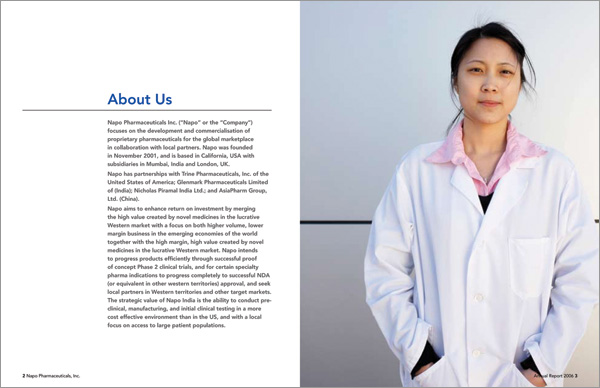 About Us
Napo Pharmaceuticals Inc. ("Napo" or the "Company")
focuses on the development and commercialisation of
proprietary pharmaceuticals for the global marketplace
in collaboration with local partners. Napo was founded
in November 2001, and is based in California, USA with
subsidiaries in Mumbai, India and London, UK.
Napo has partnerships with Trine Pharmaceuticals, Inc. of the
United States of America; Glenmark Pharmaceuticals Limited
of (India); Nicholas Piramal India Ltd.; and AsiaPharm Group,
Ltd. (China).
Napo aims to enhance return on investment by merging
the high value created by novel medicines in the lucrative
Western market with a focus on both higher volume, lower
margin business in the emerging economies of the world
together with the high margin, high value created by novel
medicines in the lucrative Western market. Napo intends
to progress products efficiently through successful proof
of concept Phase 2 clinical trials, and for certain specialty
pharma indications to progress completely to successful NDA
(or equivalent in other western territories) approval, and seek
local partners in Western territories and other target markets.
The strategic value of Napo India is the ability to conduct pre-
clinical, manufacturing, and initial clinical testing in a more
cost effective environment than in the US, and with a local
focus on access to large patient populations.
2 Napo Pharmaceuticals, Inc.
Annual Report 2006 3